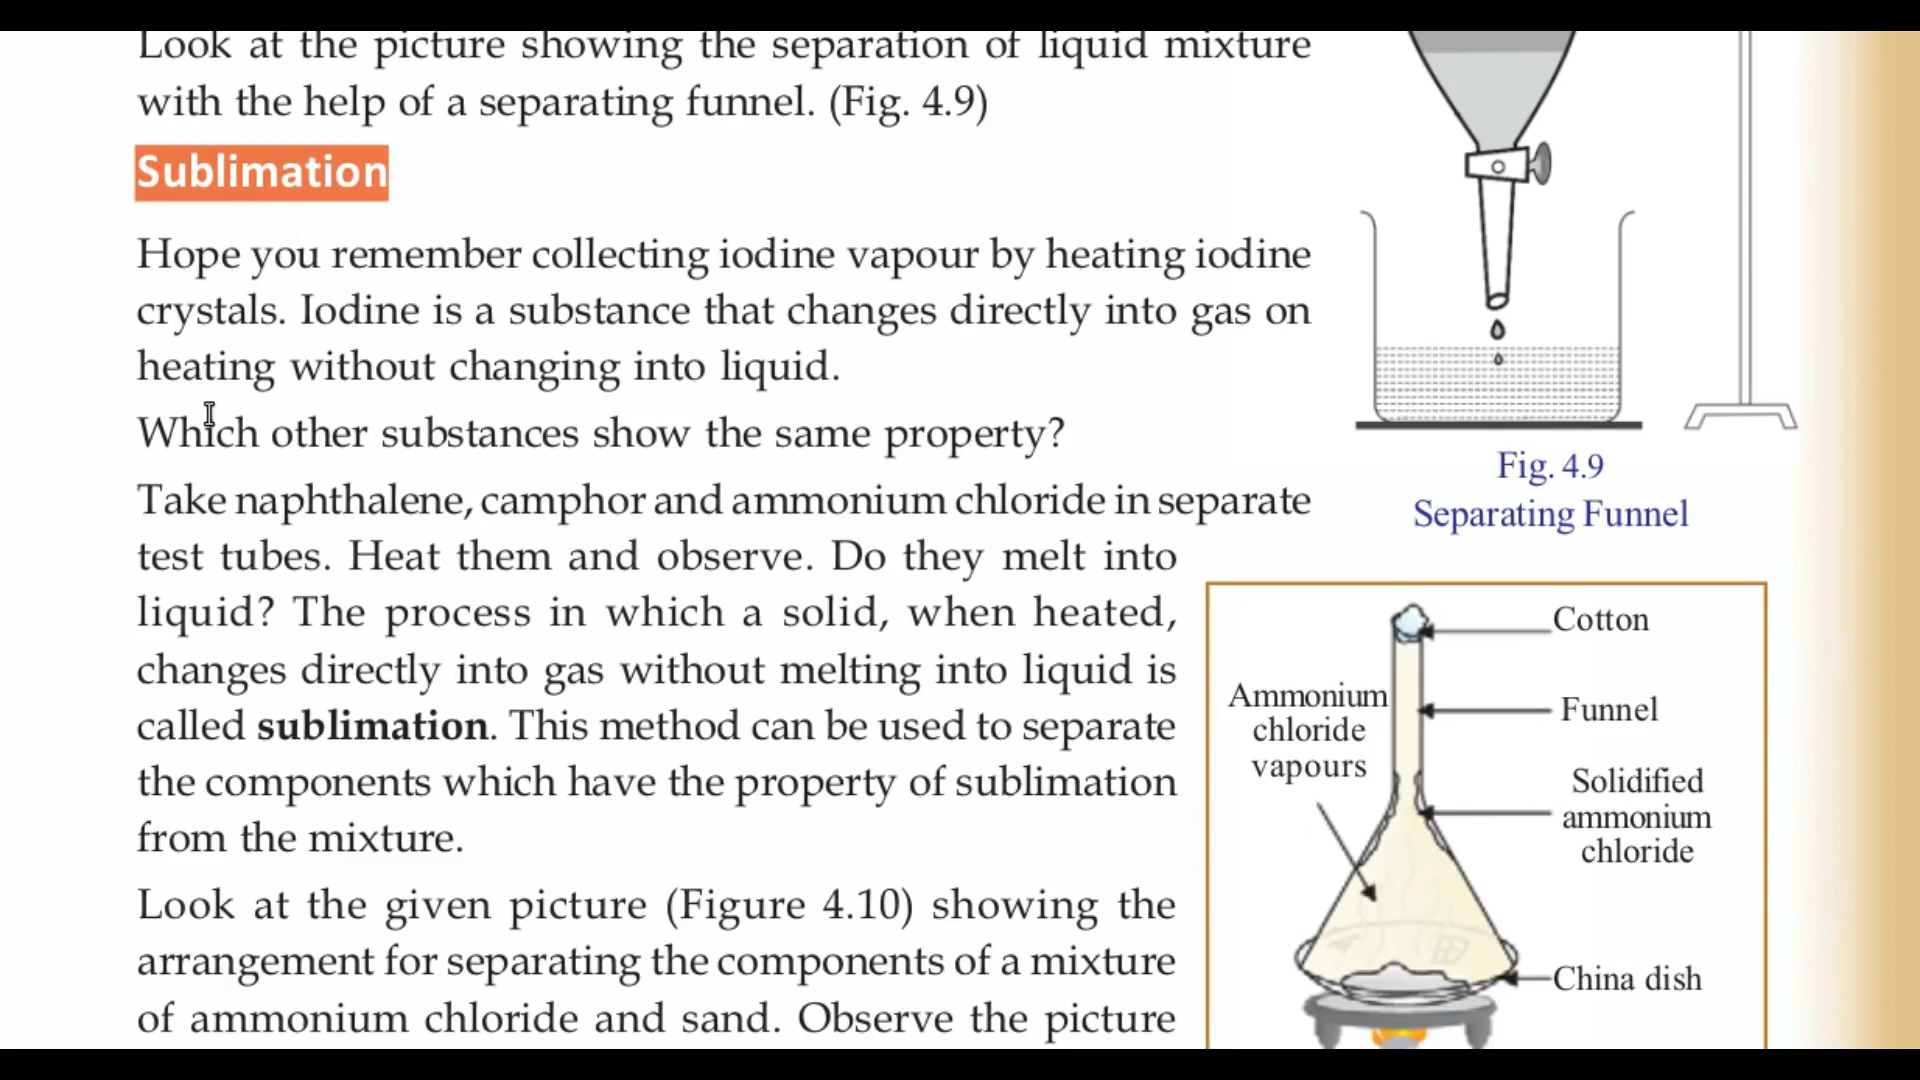 Look at the picture showing the separation of liquid mixture
with the help of a separating funnel. (Fig. 4.9)
Sublimation
Hope you remember collecting iodine vapour by heating iodine
crystals. Iodine is a substance that changes directly into gas on
heating without changing into liquid.
Which other substances show the same property?
Take naphthalene, camphor and ammonium chloride in separate
test tubes. Heat them and observe. Do they melt into
liquid? The process in which a solid, when heated,
changes directly into gas without melting into liquid is
called sublimation. This method can be used to separate
the components which have the property of sublimation
from the mixture.
Look at the given picture (Figure 4.10) showing the
arrangement for separating the components of a mixture
of ammonium chloride and sand. Observe the picture
Fig. 4.9
Separating Funnel
Cotton
Ammonium
chloride
vapours
Funnel
Solidified
ammonium
chloride
China dish